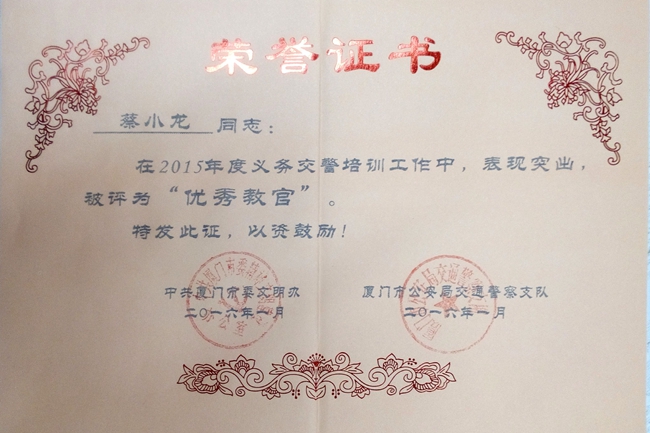 荣誉证书
蔡小龙 同志：
在2015年度义务交警培训工作中，表现突出，
被评为“优秀教官”。
特发此证，以资鼓励！
中共厦门市委文明办
二〇一六年一月
厦门市公安局交通警察支队
二〇一六年一月